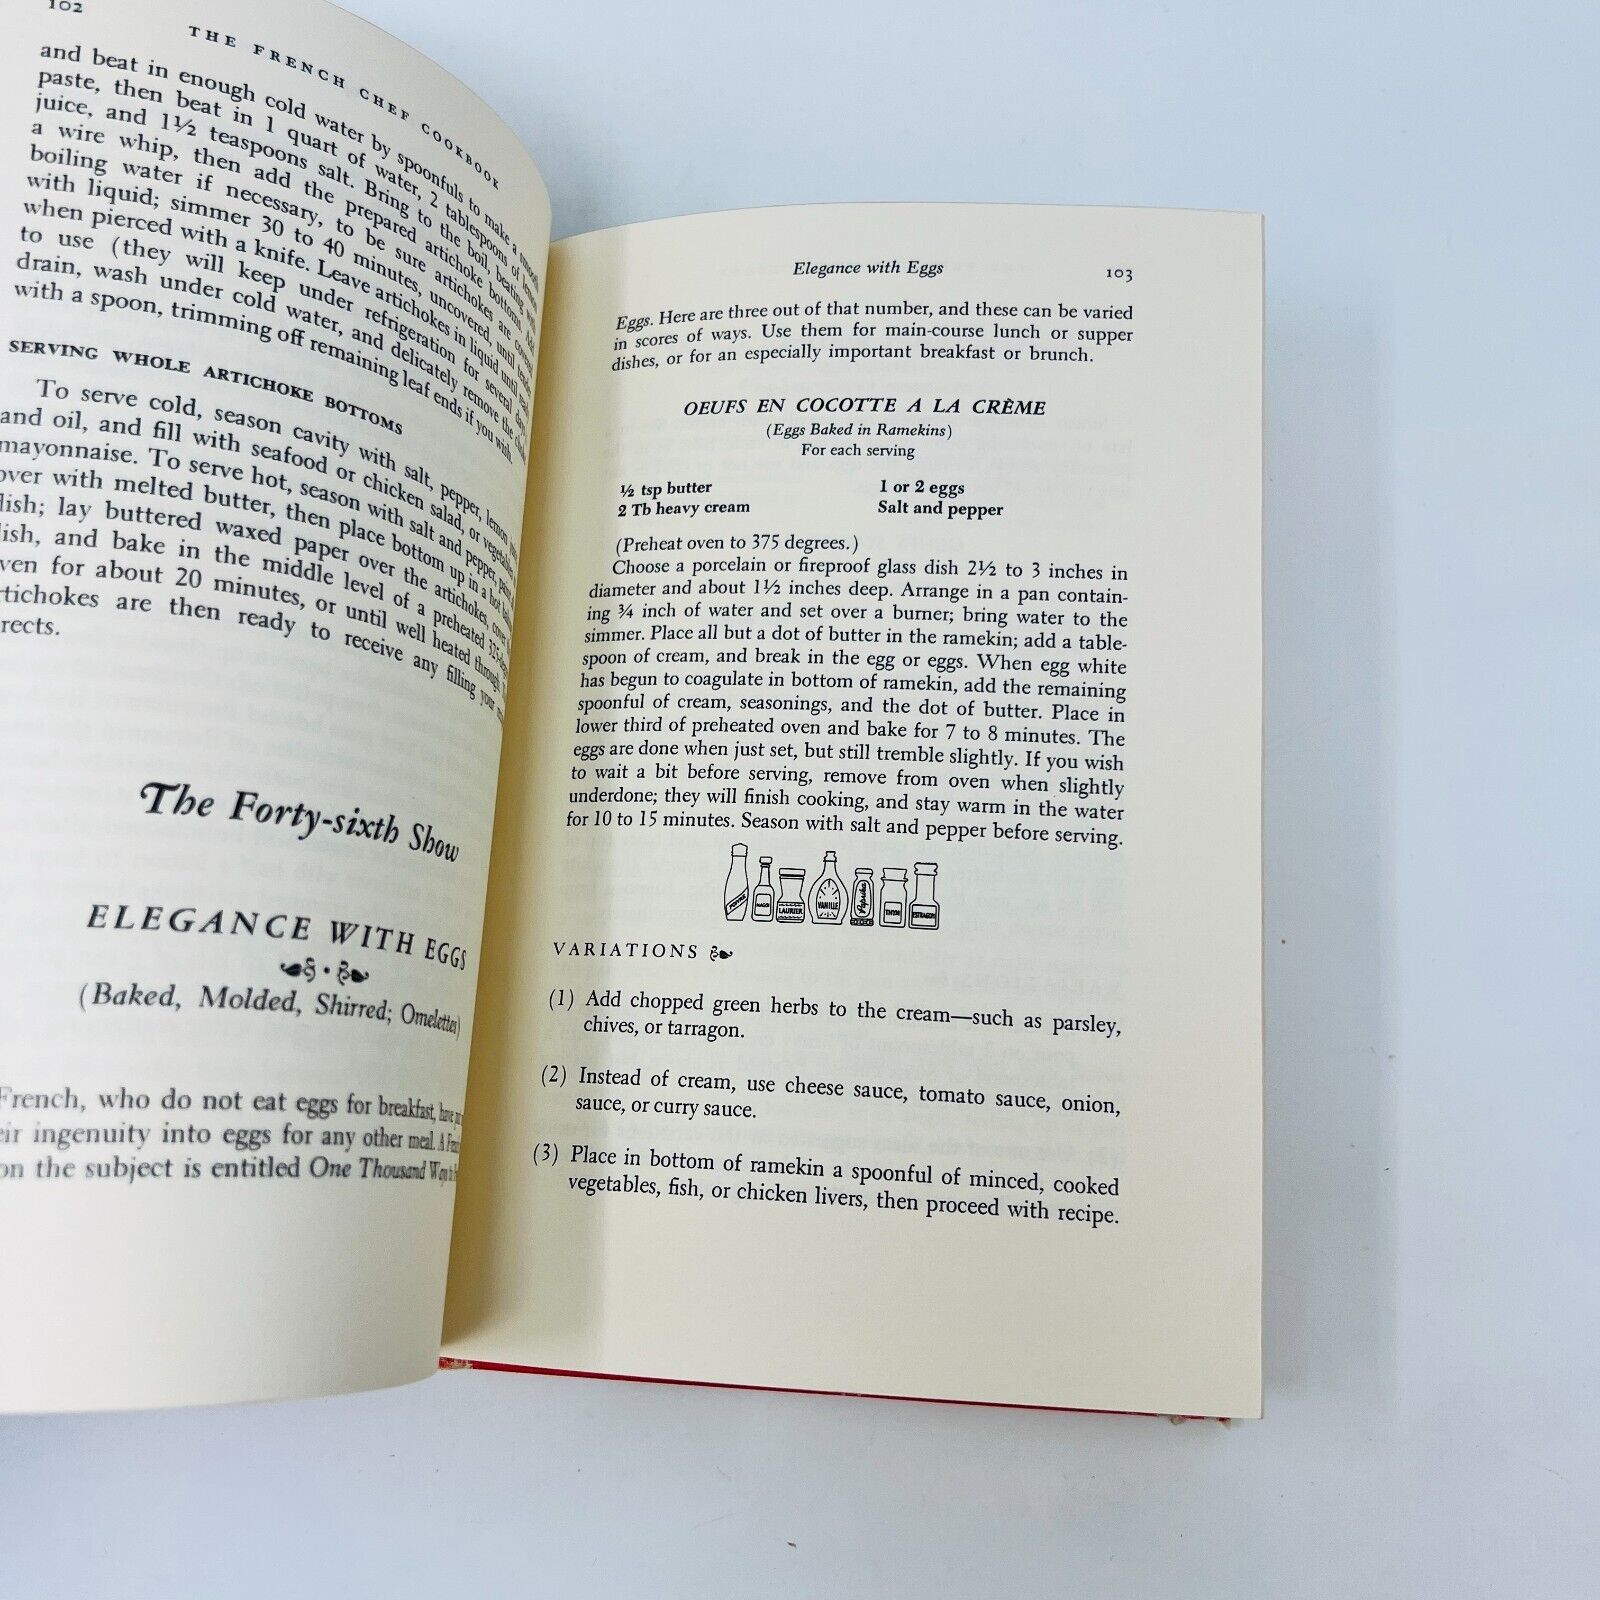 102
THE FRENCH CHEF COOKBOOK
and beat in enough cold water by spoonfuls to make a smooth
paste, then beat in 1 quart of water, 2 tablespoons of lemon
juice, and 1½ teaspoons salt. Bring to the boil, beating with
a wire whip, then add the prepared artichoke bottoms. Add
boiling water if necessary, to be sure artichokes are covered
with liquid; simmer 30 to 40 minutes, uncovered, until tender
when pierced with a knife. Leave artichokes in liquid until ready
to use (they will keep under refrigeration for several days);
drain, wash under cold water, and delicately remove the choke
with a spoon, trimming off remaining leaf ends if you wish.
SERVING WHOLE ARTICHOKE BOTTOMS
To serve cold, season cavity with salt, pepper, lemon juice
and oil, and fill with seafood or chicken salad, or vegetables
mayonnaise. To serve hot, season with salt and pepper, paint
over with melted butter, then place bottom up in a hot baking
dish; lay buttered waxed paper over the artichokes, cover
dish, and bake in the middle level of a preheated 325-degree
oven for about 20 minutes, or until well heated through. The
artichokes are then ready to receive any filling your
rects.
The Forty-sixth Show
ELEGANCE WITH EGGS
(Baked, Molded, Shirred; Omelettes)
French, who do not eat eggs for breakfast, have put
eir ingenuity into eggs for any other meal. A
on the subject is entitled One Thousand Ways to
Elegance with Eggs
103
Eggs. Here are three out of that number, and these can be varied
in scores of ways. Use them for main-course lunch or supper
dishes, or for an especially important breakfast or brunch.
OEUFS EN COCOTTE A LA CRÈME
(Eggs Baked in Ramekins)
For each serving
½ tsp butter
2 Tb heavy cream
1 or 2 eggs
Salt and pepper
(Preheat oven to 375 degrees.)
Choose a porcelain or fireproof glass dish 2½ to 3 inches in
diameter and about 1½ inches deep. Arrange in a pan contain-
ing ¾ inch of water and set over a burner; bring water to the
simmer. Place all but a dot of butter in the ramekin; add a table-
spoon of cream, and break in the egg or eggs. When egg white
has begun to coagulate in bottom of ramekin, add the remaining
spoonful of cream, seasonings, and the dot of butter. Place in
lower third of preheated oven and bake for 7 to 8 minutes. The
eggs are done when just set, but still tremble slightly. If you wish
to wait a bit before serving, remove from oven when slightly
underdone; they will finish cooking, and stay warm in the water
for 10 to 15 minutes. Season with salt and pepper before serving.
POIVRE
MAGGI
LAURIER
VANILLE
Paprika
THYM
ESTRAGON
VARIATIONS
(1) Add chopped green herbs to the cream—such as parsley,
chives, or tarragon.
(2) Instead of cream, use cheese sauce, tomato sauce, onion,
sauce, or curry sauce.
(3) Place in bottom of ramekin a spoonful of minced, cooked
vegetables, fish, or chicken livers, then proceed with recipe.